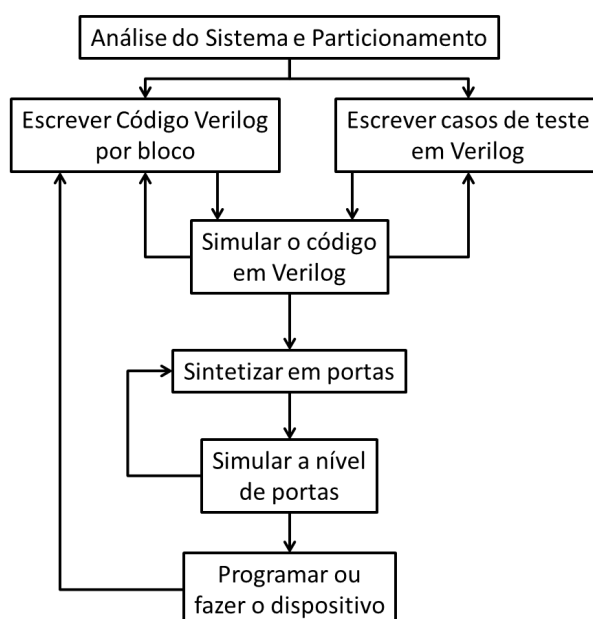 Análise do Sistema e Particionamento
Escrever Código Verilog
por bloco
Escrever casos de teste
em Verilog
Simular o código
em Verilog
Sintetizar em portas
Simular a nível
de portas
Programar ou
fazer o dispositivo